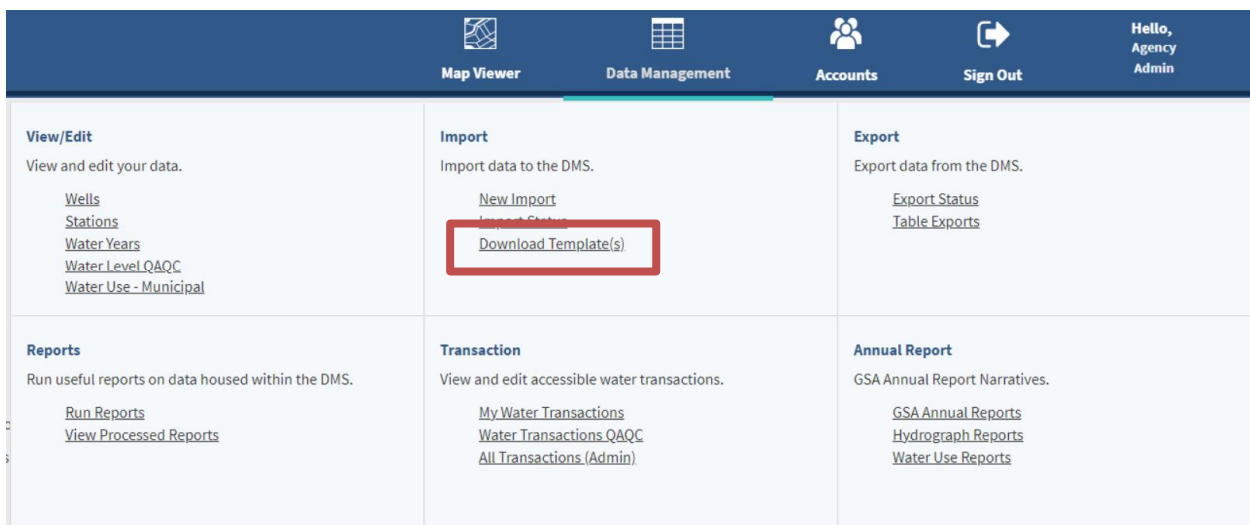 Map Viewer
Data Management
Accounts
Sign Out
Hello,
Agency
Admin
View/Edit
View and edit your data.
Wells
Stations
Water Years
Water Level QAQC
Water Use - Municipal
Import
Import data to the DMS.
New Import
Import Status
Download Template(s)
Export
Export data from the DMS.
Export Status
Table Exports
Reports
Run useful reports on data housed within the DMS.
Run Reports
View Processed Reports
Transaction
View and edit accessible water transactions.
My Water Transactions
Water Transactions QAQC
All Transactions (Admin)
Annual Report
GSA Annual Report Narratives.
GSA Annual Reports
Hydrograph Reports
Water Use Reports